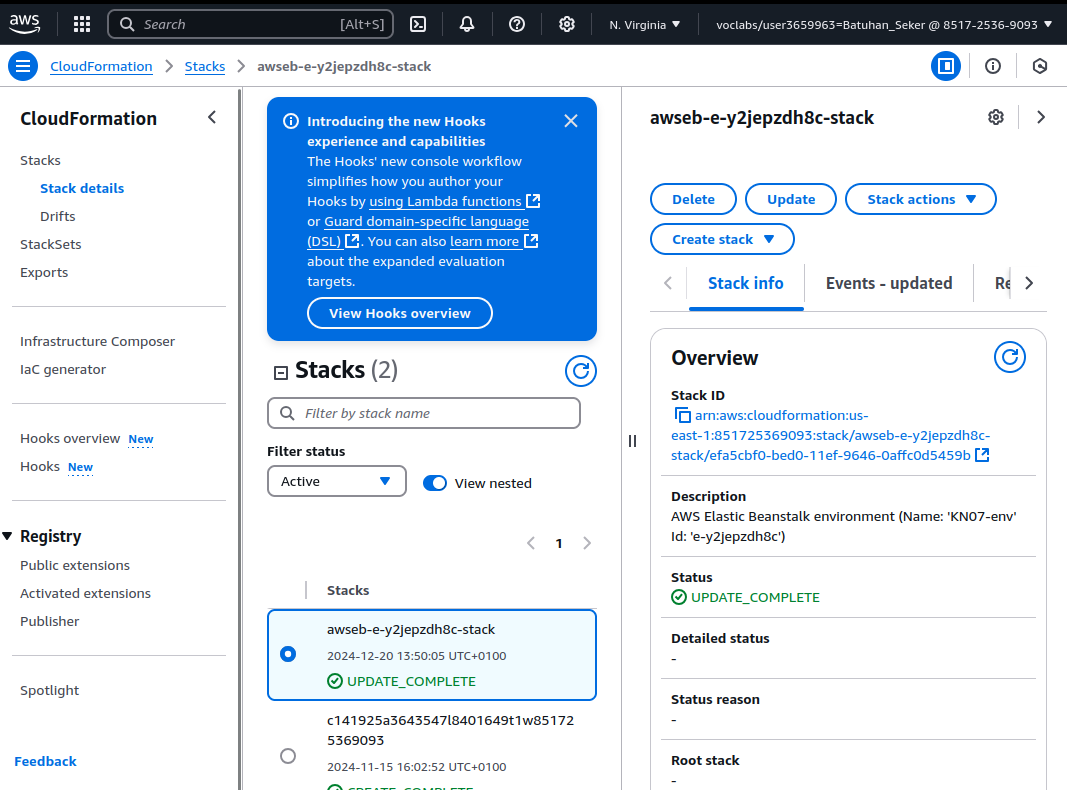 aws
Search [Alt+S]
N. Virginia
voclabs/user3659963=Batuhan_Seker @ 8517-2536-9093
CloudFormation
Stacks
awseb-e-y2jepzdh8c-stack
CloudFormation
Stacks
Stack details
Drifts
StackSets
Exports
Infrastructure Composer
IaC generator
Hooks overview New
Hooks New
Registry
Public extensions
Activated extensions
Publisher
Spotlight
Feedback
Introducing the new Hooks
experience and capabilities
The Hooks' new console workflow
simplifies how you author your
Hooks by using Lambda functions
or Guard domain-specific language
(DSL) . You can also learn more
about the expanded evaluation
targets.
View Hooks overview
Stacks (2)
Filter by stack name
Filter status
Active
View nested
1
Stacks
awseb-e-y2jepzdh8c-stack
2024-12-20 13:50:05 UTC+0100
UPDATE_COMPLETE
c141925a3643547l8401649t1w85172
5369093
2024-11-15 16:02:52 UTC+0100
CREATE_COMPLETE
awseb-e-y2jepzdh8c-stack
Delete
Update
Stack actions
Create stack
Stack info
Events - updated
Re
Overview
Stack ID
arn:aws:cloudformation:us-
east-1:851725369093:stack/awseb-e-y2jepzdh8c-
stack/efa5cbf0-bed0-11ef-9646-0affc0d5459b
Description
AWS Elastic Beanstalk environment (Name: 'KN07-env'
Id: 'e-y2jepzdh8c')
Status
UPDATE_COMPLETE
Detailed status
-
Status reason
-
Root stack
-